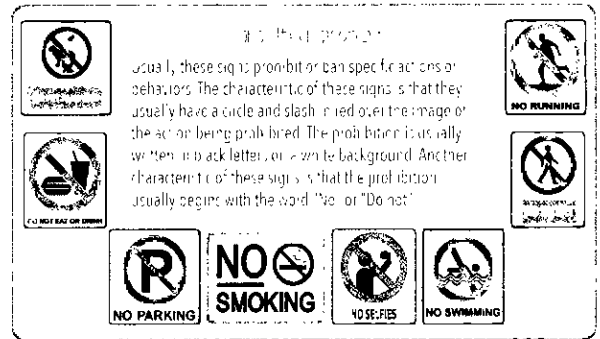 Usually, these signs prohibit or ban specific actions or
behaviors. The characteristic of these signs is that they
usually have a circle and slash in red over the image of
the action being prohibited. The prohibition is usually
written in black letters on a white background. Another
characteristic of these signs is that the prohibition
usually begins with the word "No" or "Do not"
NO RUNNING
DO NOT EAT OR DRINK
NO PARKING
NO SMOKING
NO SELFIES
NO SWIMMING